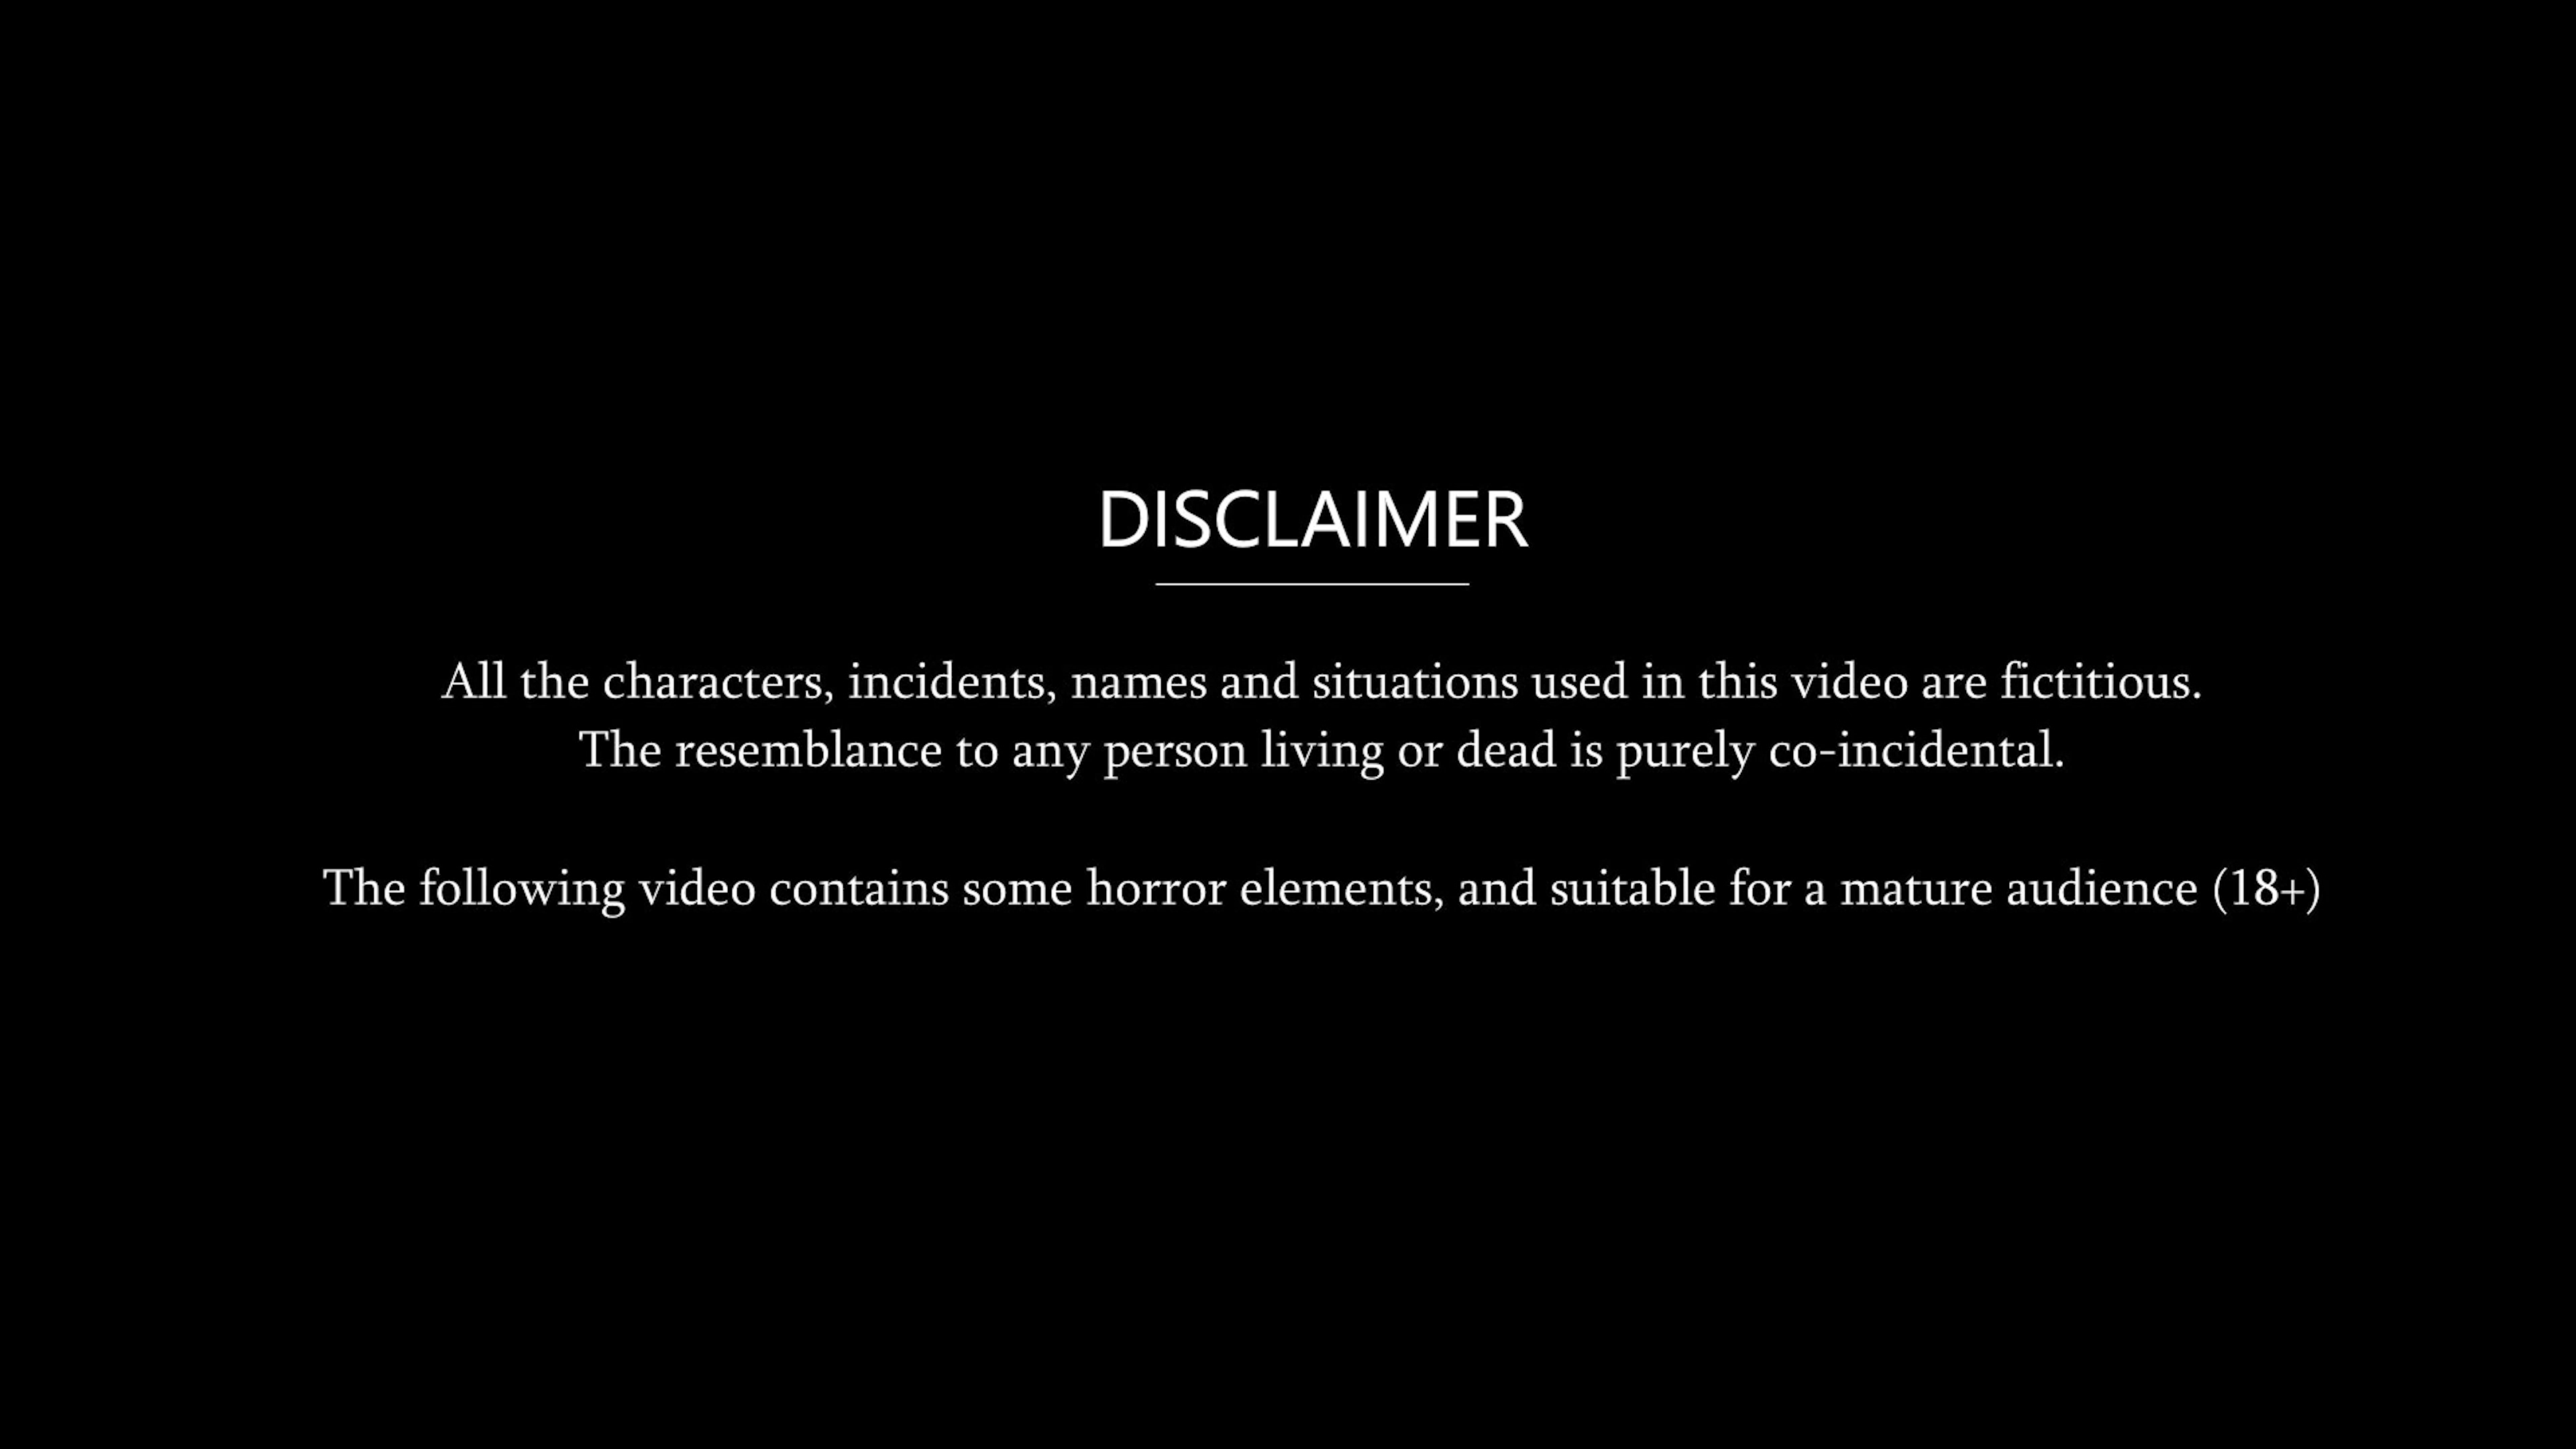 DISCLAIMER
All the characters, incidents, names and situations used in this video are fictitious.
The resemblance to any person living or dead is purely co-incidental.
The following video contains some horror elements, and suitable for a mature audience (18+)